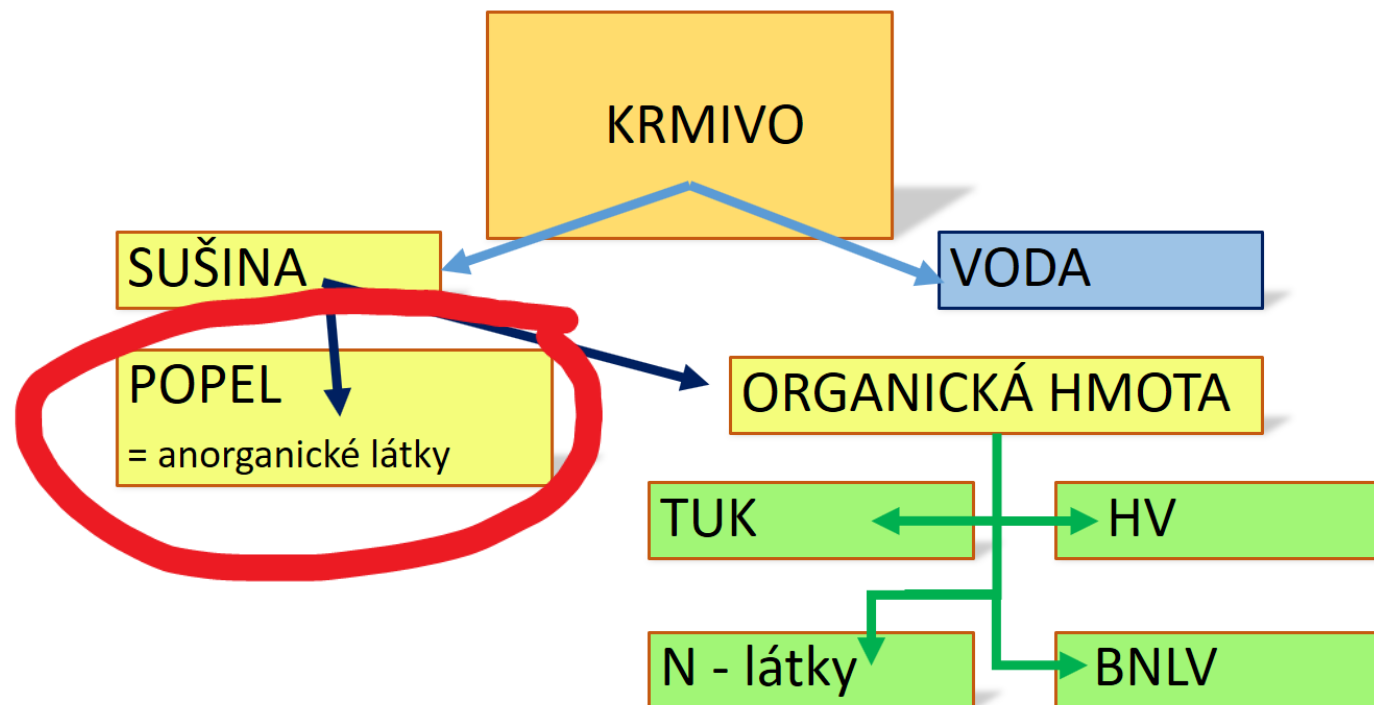 KRMIVO
SUŠINA
VODA
POPEL
= anorganické látky
ORGANICKÁ HMOTA
TUK
HV
N - látky
BNLV